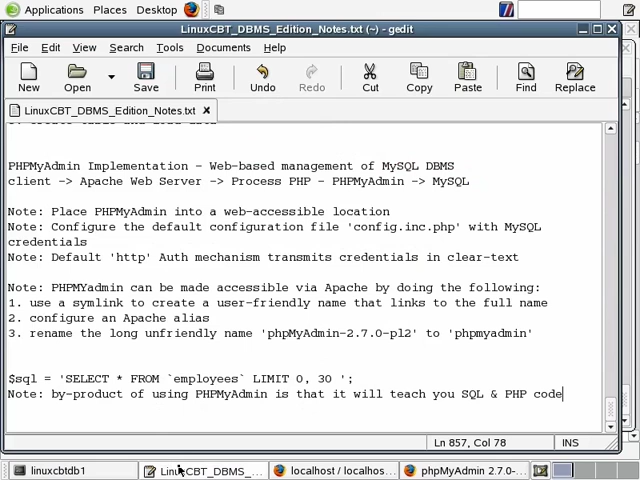 Applications Places Desktop
LinuxCBT_DBMS_Edition_Notes.txt (~) - gedit
File Edit View Search Tools Documents Help
New Open Save Print Undo Cut Copy Paste Find Replace
LinuxCBT_DBMS_Edition_Notes.txt
PHPMyAdmin Implementation - Web-based management of MySQL DBMS
client -> Apache Web Server -> Process PHP - PHPMyAdmin -> MySQL
Note: Place PHPMyAdmin into a web-accessible location
Note: Configure the default configuration file 'config.inc.php' with MySQL
credentials
Note: Default 'http' Auth mechanism transmits credentials in clear-text
Note: PHPMYadmin can be made accessible via Apache by doing the following:
1. use a symlink to create a user-friendly name that links to the full name
2. configure an Apache alias
3. rename the long unfriendly name 'phpMyAdmin-2.7.0-pl2' to 'phpmyadmin'
$sql = 'SELECT * FROM `employees` LIMIT 0, 30 ';
Note: by-product of using PHPMyAdmin is that it will teach you SQL & PHP code
Ln 857, Col 78 INS
linuxcbtdb1 LinuxCBT_DBMS_... localhost / localhos... phpMyAdmin 2.7.0-...